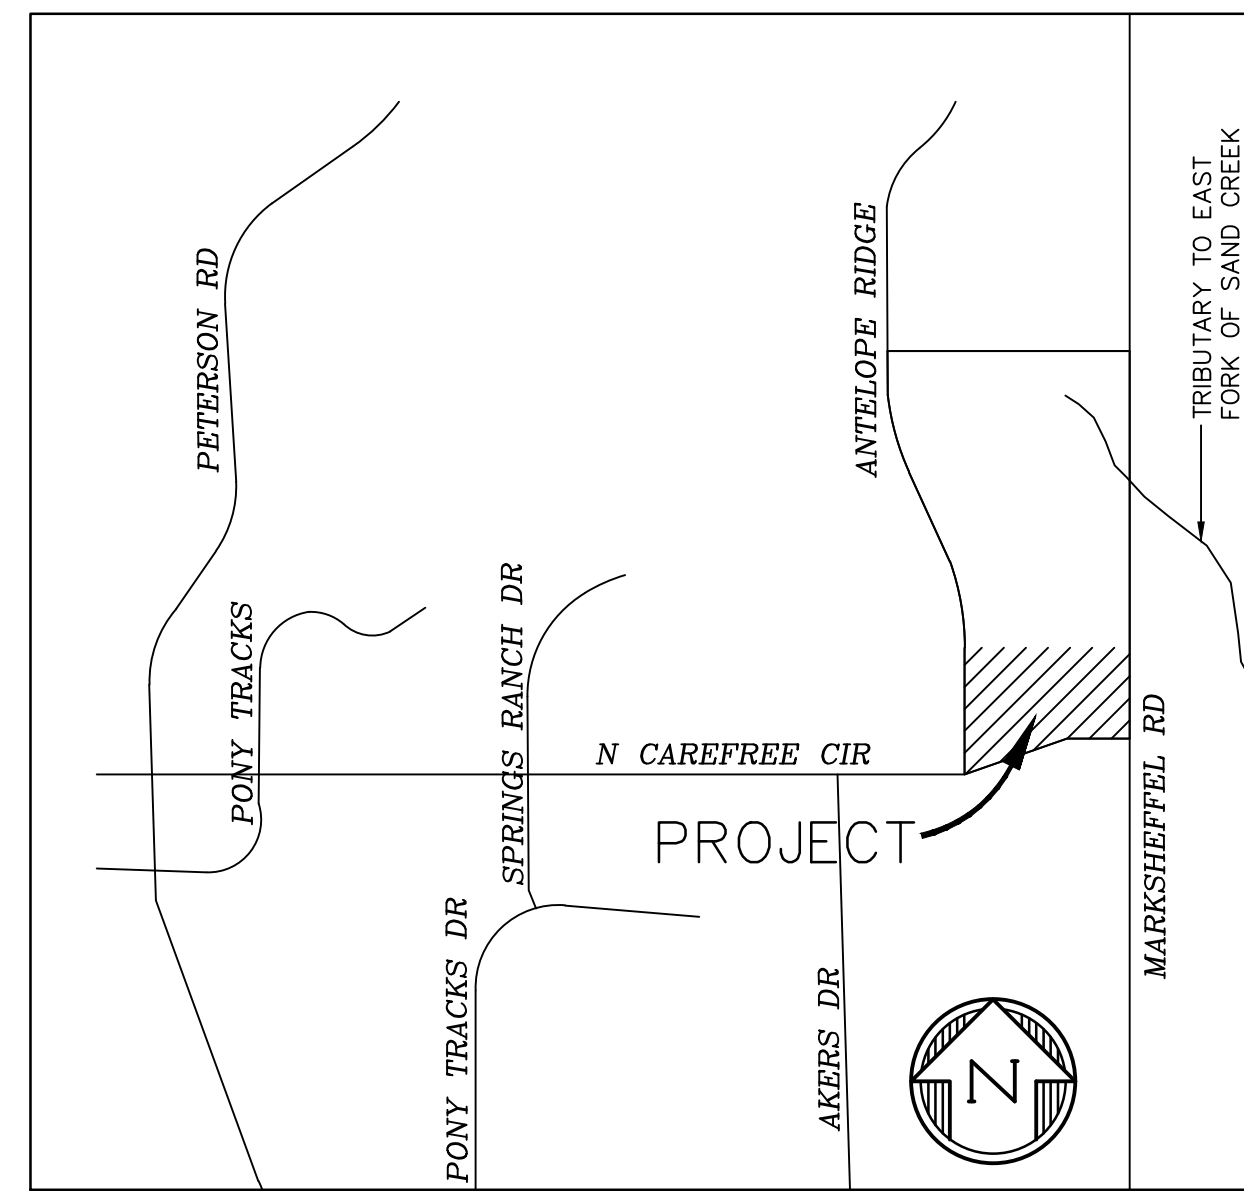 TRIBUTARY TO EAST
FORK OF SAND CREEK
ANTELOPE RIDGE
PETERSON RD
SPRINGS RANCH DR
PONY TRACKS
N CAREFREE CIR
PROJECT
MARKSHEFFEL RD
PONY TRACKS DR
AKERS DR
N